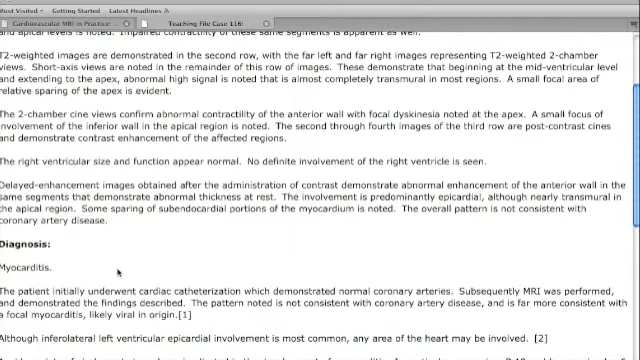 Most Visited Getting Started Latest Headlines
Cardiovascular MRI in Practice: Teaching File Case 116:
and apical levels is noted. Impaired contractility of these same segments is apparent as well.
T2-weighted images are demonstrated in the second row, with the far left and far right images representing T2-weighted 2-chamber
views. Short-axis views are noted in the remainder of this row of images. These demonstrate that beginning at the mid-ventricular level
and extending to the apex, abnormal high signal is noted that is almost completely transmural in most regions. A small focal area of
relative sparing of the apex is evident.
The 2-chamber cine views confirm abnormal contractility of the anterior wall with focal dyskinesia noted at the apex. A small focus of
involvement of the inferior wall in the apical region is noted. The second through fourth images of the third row are post-contrast cines
and demonstrate contrast enhancement of the affected regions.
The right ventricular size and function appear normal. No definite involvement of the right ventricle is seen.
Delayed-enhancement images obtained after the administration of contrast demonstrate abnormal enhancement of the anterior wall in the
same segments that demonstrate abnormal thickness at rest. The involvement is predominantly epicardial, although nearly transmural in
the apical region. Some sparing of subendocardial portions of the myocardium is noted. The overall pattern is not consistent with
coronary artery disease.
Diagnosis:
Myocarditis.
The patient initially underwent cardiac catheterization which demonstrated normal coronary arteries. Subsequently MRI was performed,
and demonstrated the findings described. The pattern noted is not consistent with coronary artery disease, and is far more consistent with
a focal myocarditis, likely viral in origin.[1]
Although inferolateral left ventricular epicardial involvement is most common, any area of the heart may be involved. [2]